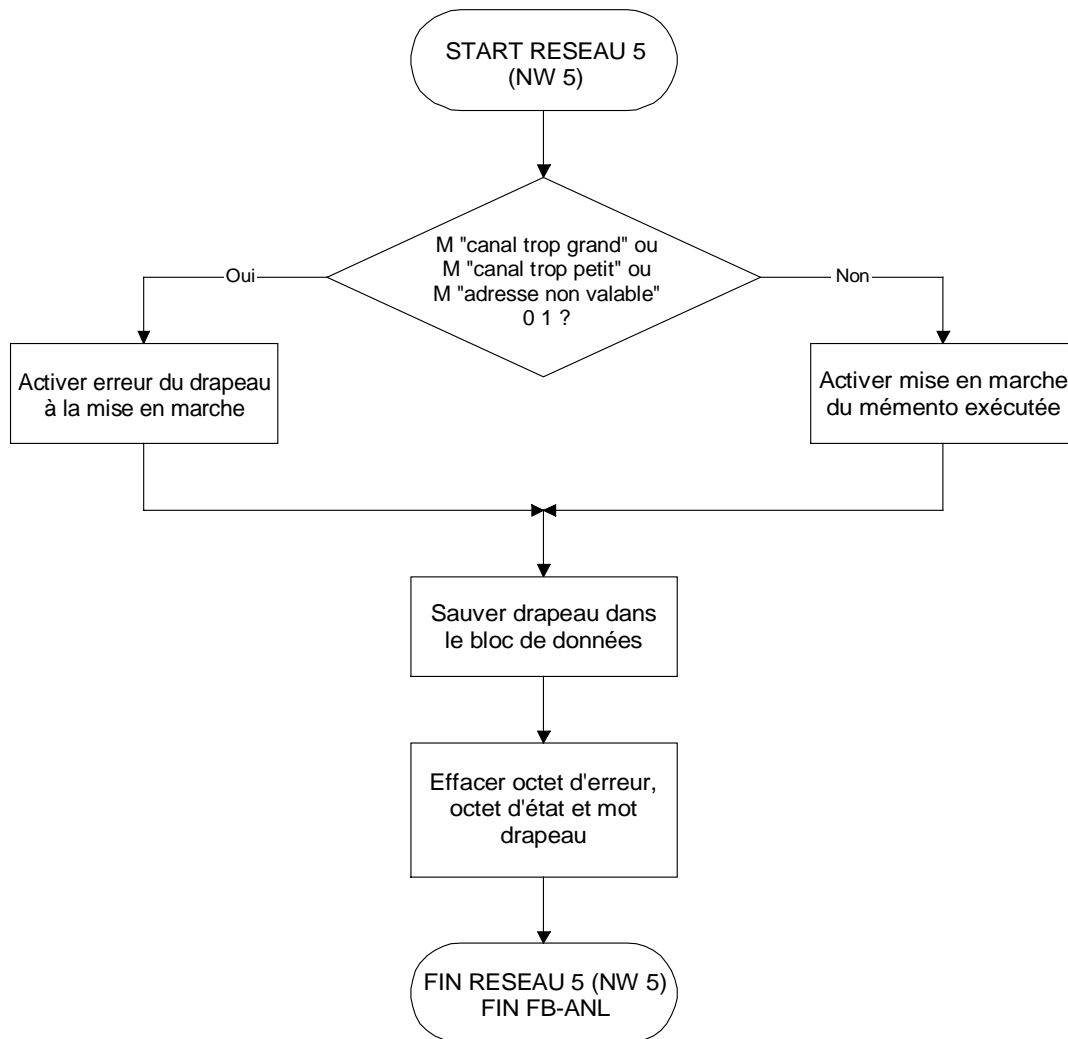 START RESEAU 5
(NW 5)
M "canal trop grand" ou
M "canal trop petit" ou
M "adresse non valable"
0 1 ?
Oui
Non
Activer erreur du drapeau
à la mise en marche
Activer mise en marche
du mémento exécutée
Sauver drapeau dans
le bloc de données
Effacer octet d'erreur,
octet d'état et mot
drapeau
FIN RESEAU 5 (NW 5)
FIN FB-ANL